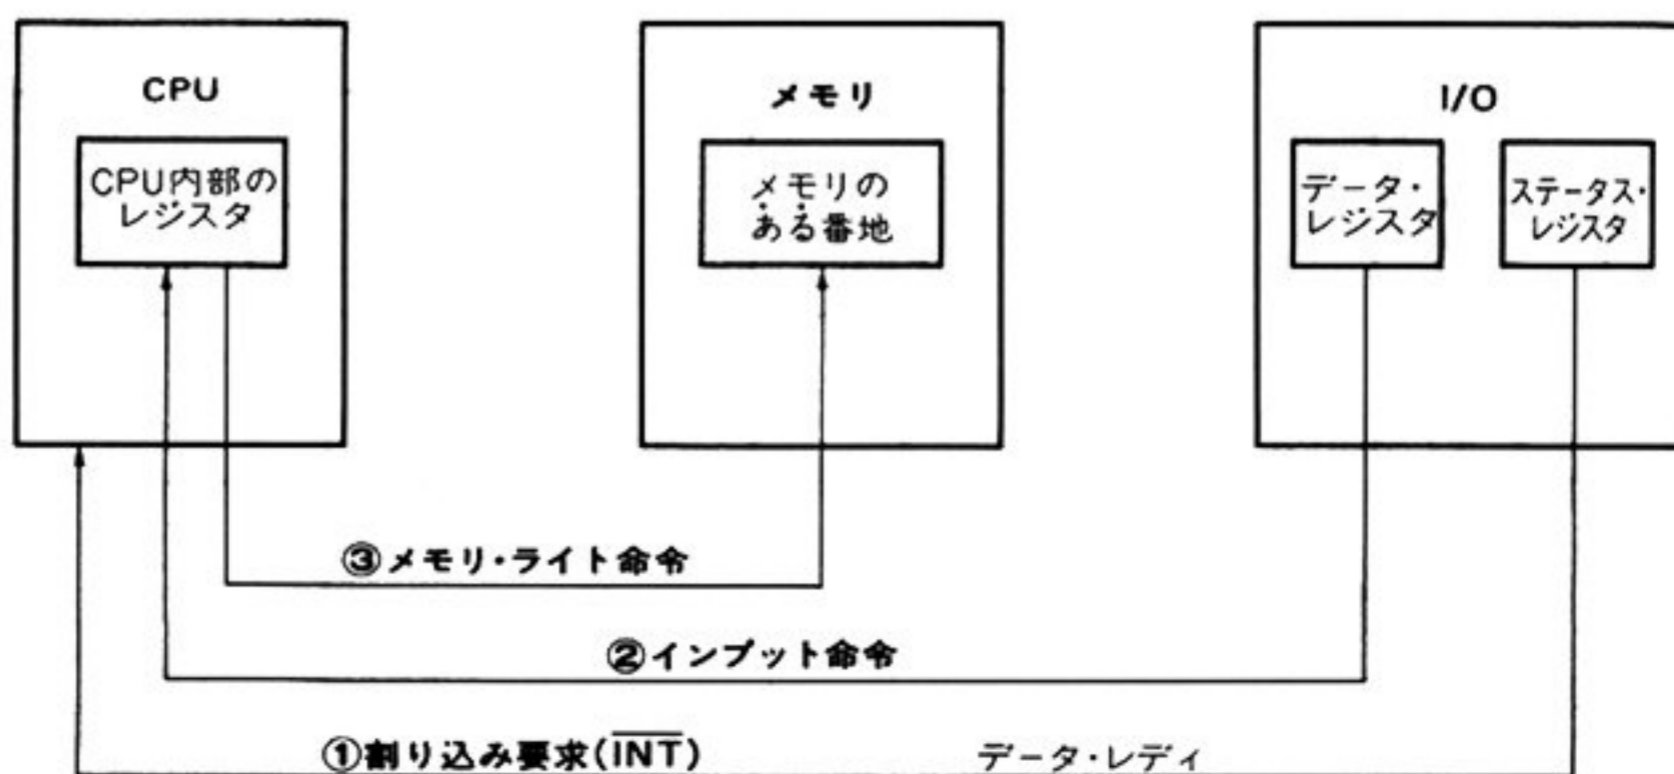 CPU
CPU内部の
レジスタ
メモリ
メモリの
ある番地
I/O
データ・
レジスタ
ステータス・
レジスタ
③メモリ・ライト命令
②インプット命令
①割り込み要求(INT)
データ・レディ